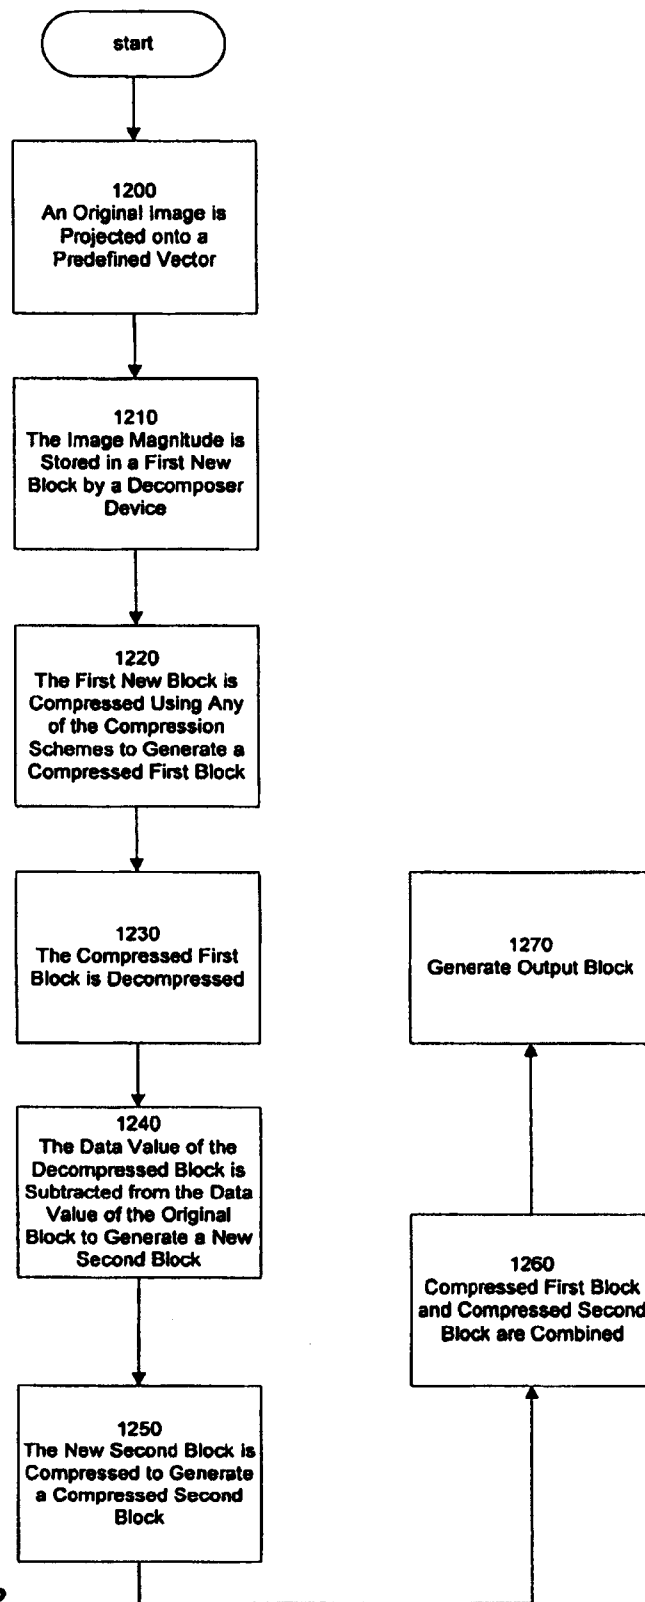 start
1200
An Original Image is
Projected onto a
Predefined Vector
1210
The Image Magnitude is
Stored in a First New
Block by a Decomposer
Device
1220
The First New Block is
Compressed Using Any
of the Compression
Schemes to Generate a
Compressed First Block
1230
The Compressed First
Block is Decompressed
1240
The Data Value of the
Decompressed Block is
Subtracted from the Data
Value of the Original
Block to Generate a New
Second Block
1250
The New Second Block is
Compressed to Generate
a Compressed Second
Block
1260
Compressed First Block
and Compressed Second
Block are Combined
1270
Generate Output Block